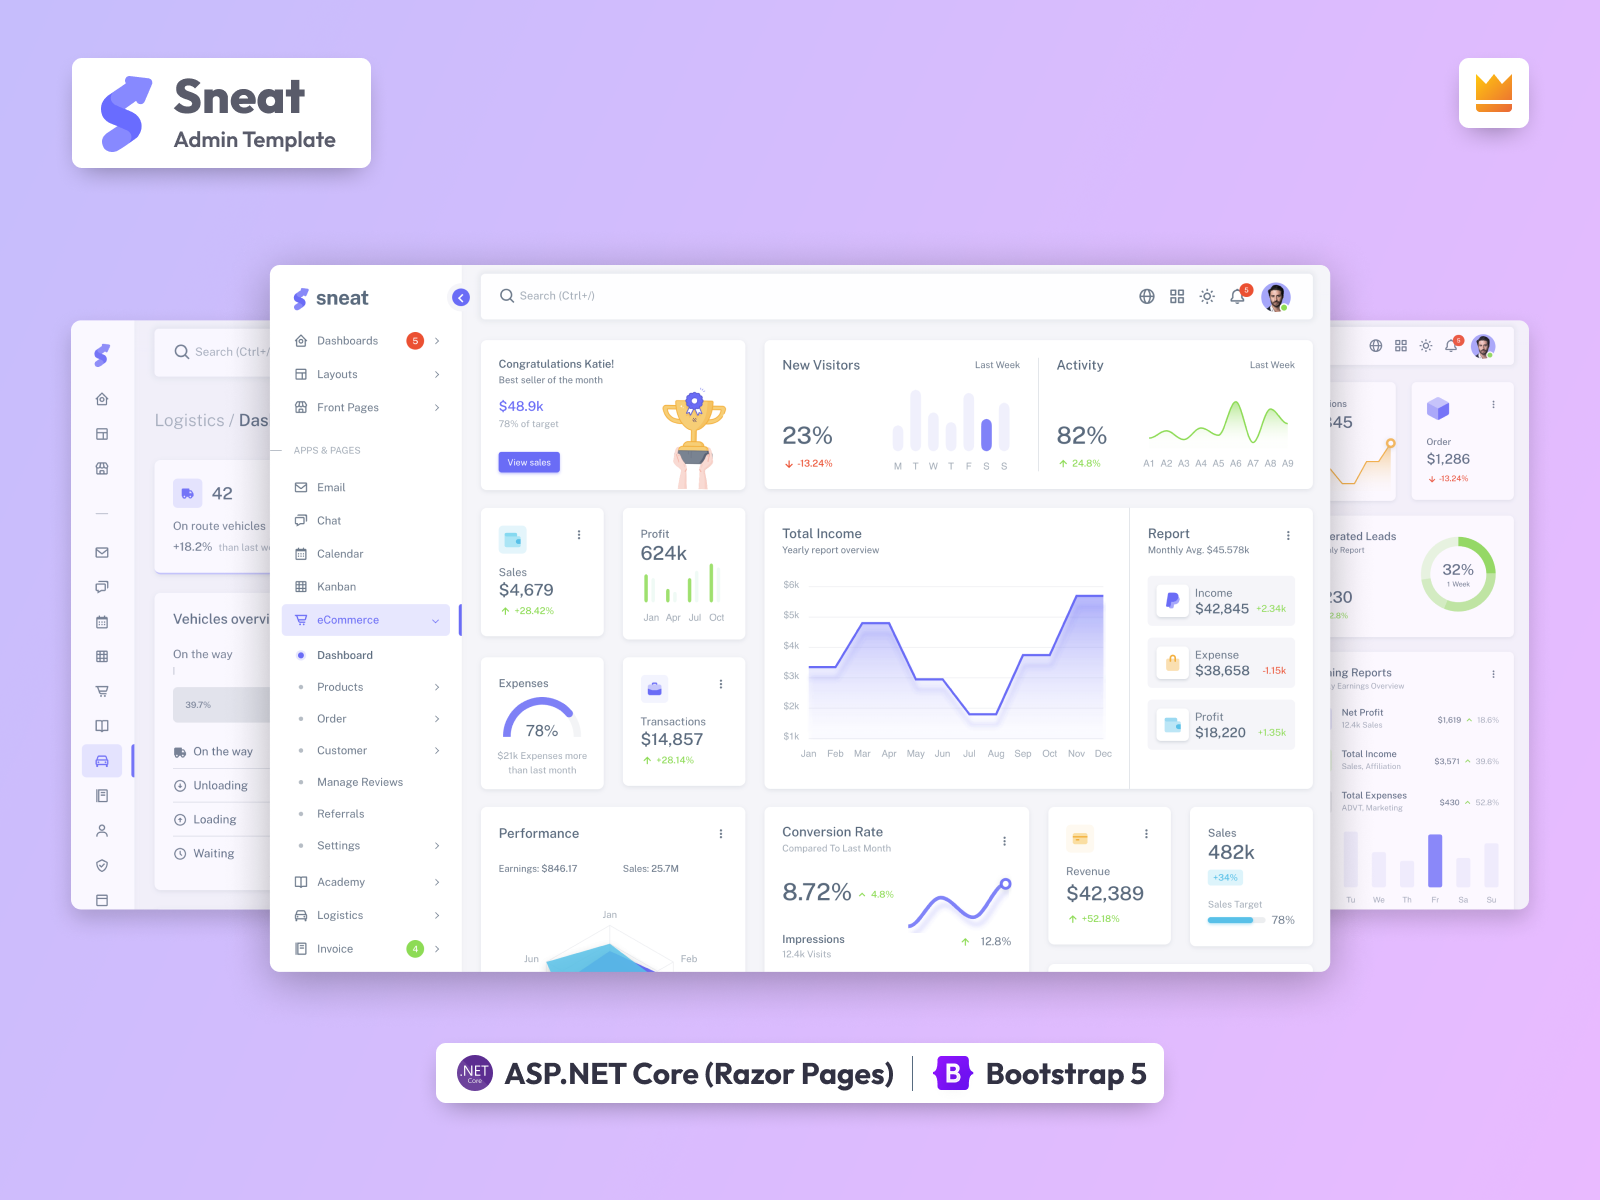 Sneat
Admin Template
sneat
Search (Ctrl+/)
5
Dashboards
5
Layouts
Front Pages
APPS & PAGES
Email
Chat
Calendar
Kanban
eCommerce
Dashboard
Products
Order
Customer
Manage Reviews
Referrals
Settings
Academy
Logistics
Invoice
4
Congratulations Katie!
Best seller of the month
$48.9k
78% of target
View sales
New Visitors
Last Week
23%
-13.24%
M T W T F S S
Activity
Last Week
82%
24.8%
A1 A2 A3 A4 A5 A6 A7 A8 A9
Sales
$4,679
+28.42%
Profit
624k
Jan Apr Jul Oct
Expenses
78%
$21k Expenses more
than last month
Transactions
$14,857
+28.14%
Total Income
Yearly report overview
$6k
$5k
$4k
$3k
$2k
$1k
Jan Feb Mar Apr May Jun Jul Aug Sep Oct Nov Dec
Report
Monthly Avg. $45.578k
Income
$42,845 +2.34k
Expense
$38,658 -1.15k
Profit
$18,220 +1.35k
Performance
Earnings: $846.17 Sales: 25.7M
Jan
Jun
Feb
Conversion Rate
Compared To Last Month
8.72% 4.8%
Impressions
12.4k Visits
12.8%
Revenue
$42,389
+52.18%
Sales
482k
+34%
Sales Target
78%
Search (Ctrl+/
Logistics / Das
42
On route vehicles
+18.2% than last we
Vehicles overvi
On the way
39.7%
On the way
Unloading
Loading
Waiting
5
ions
345
Order
$1,286
-13.24%
erated Leads
ly Report
230
2.8%
32%
1 Week
ning Reports
y Earnings Overview
Net Profit
12.4k Sales
$1,619 18.6%
Total Income
Sales, Affiliation
$3,571 39.6%
Total Expenses
ADVT, Marketing
$430 52.8%
Tu We Th Fr Sa Su
.NET
Core
ASP.NET Core (Razor Pages)
B
Bootstrap 5